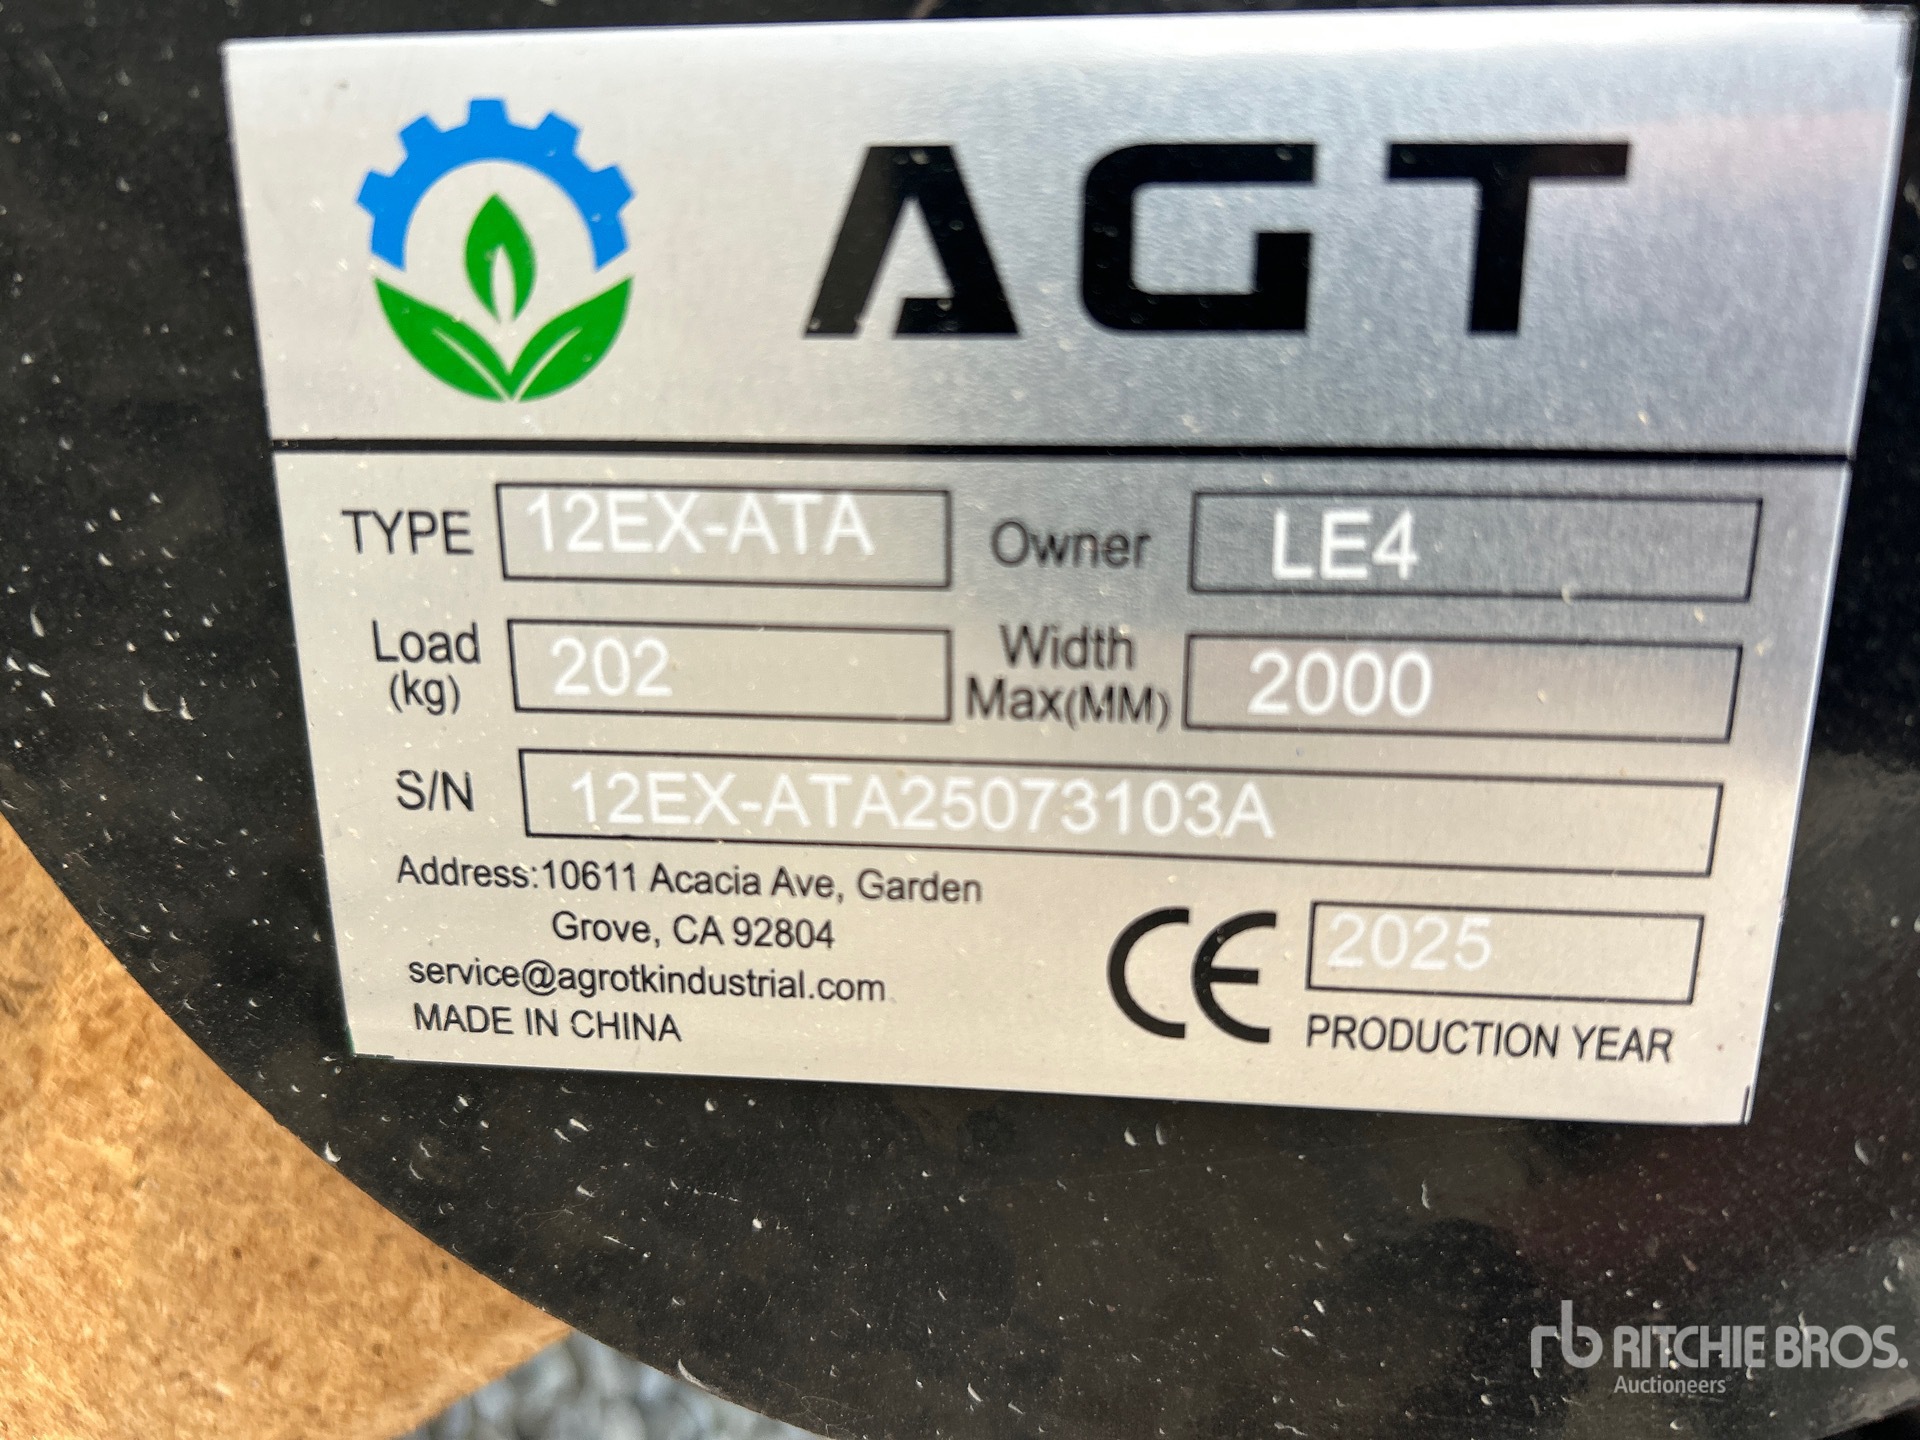 AGT
TYPE 12EX-ATA Owner LE4
Load (kg) 202 Width Max(MM) 2000
S/N 12EX-ATA25073103A
Address:10611 Acacia Ave, Garden
Grove, CA 92804
service@agrotkindustrial.com
MADE IN CHINA
CE 2025
PRODUCTION YEAR
rb RITCHIE BROS.
Auctioneers